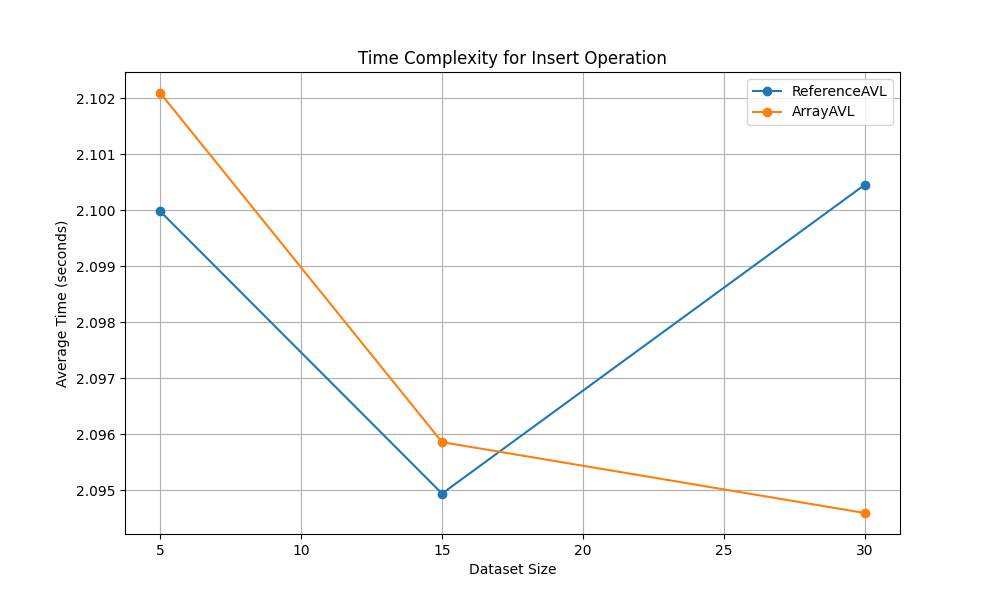 Time Complexity for Insert Operation
ReferenceAVL
ArrayAVL
Average Time (seconds)
2.102
2.101
2.100
2.099
2.098
2.097
2.096
2.095
5
10
15
20
25
30
Dataset Size